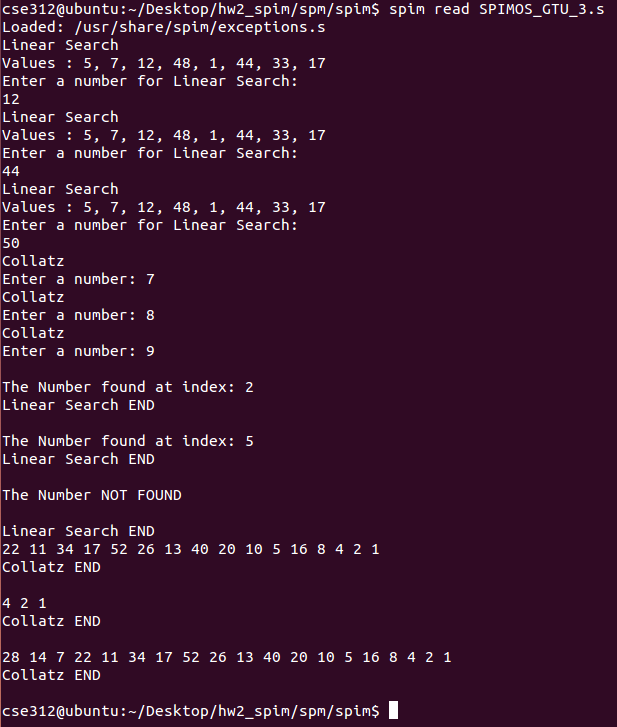 cse312@ubuntu:~/Desktop/hw2_spim/spm/spim$ spim read SPIMOS_GTU_3.s
Loaded: /usr/share/spim/exceptions.s
Linear Search
Values : 5, 7, 12, 48, 1, 44, 33, 17
Enter a number for Linear Search:
12
Linear Search
Values : 5, 7, 12, 48, 1, 44, 33, 17
Enter a number for Linear Search:
44
Linear Search
Values : 5, 7, 12, 48, 1, 44, 33, 17
Enter a number for Linear Search:
50
Collatz
Enter a number: 7
Collatz
Enter a number: 8
Collatz
Enter a number: 9
The Number found at index: 2
Linear Search END
The Number found at index: 5
Linear Search END
The Number NOT FOUND
Linear Search END
22 11 34 17 52 26 13 40 20 10 5 16 8 4 2 1
Collatz END
4 2 1
Collatz END
28 14 7 22 11 34 17 52 26 13 40 20 10 5 16 8 4 2 1
Collatz END
cse312@ubuntu:~/Desktop/hw2_spim/spm/spim$